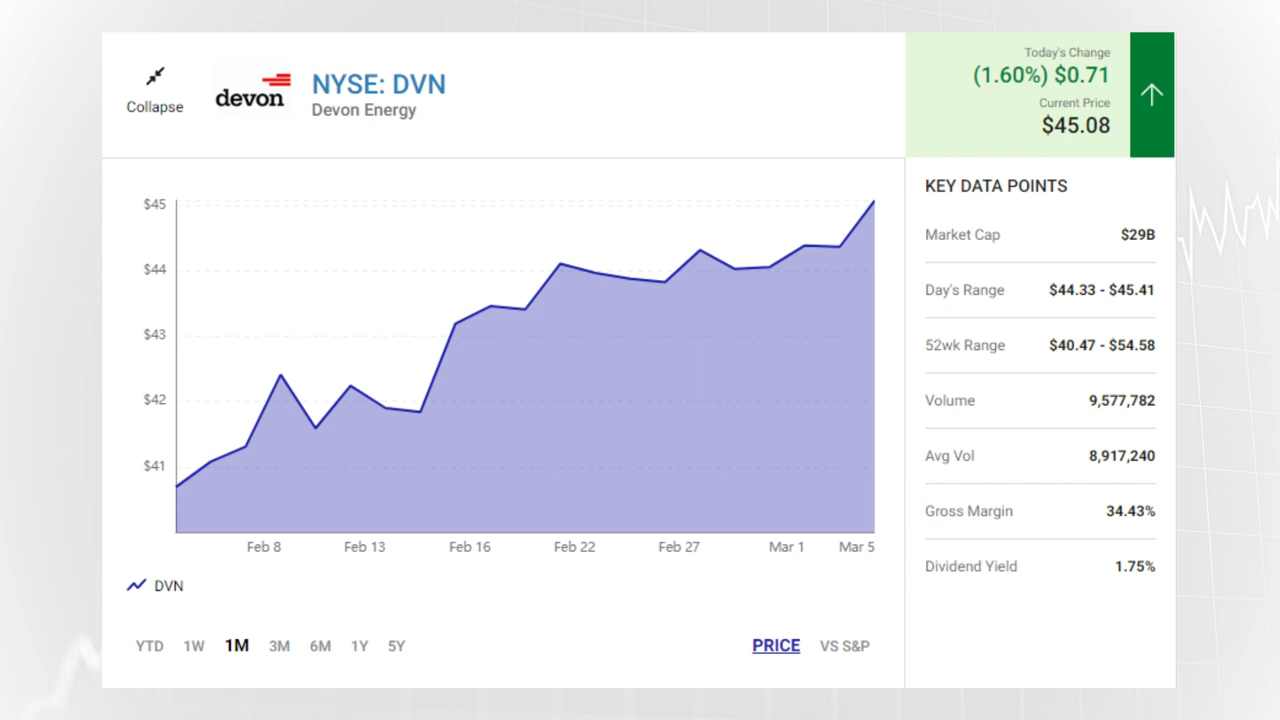 Collapse
devon
NYSE: DVN
Devon Energy
Today's Change
(1.60%) $0.71
Current Price
$45.08
$45
$44
$43
$42
$41
Feb 8 Feb 13 Feb 16 Feb 22 Feb 27 Mar 1 Mar 5
DVN
YTD 1W 1M 3M 6M 1Y 5Y
PRICE VS S&P
KEY DATA POINTS
Market Cap $29B
Day's Range $44.33 - $45.41
52wk Range $40.47 - $54.58
Volume 9,577,782
Avg Vol 8,917,240
Gross Margin 34.43%
Dividend Yield 1.75%